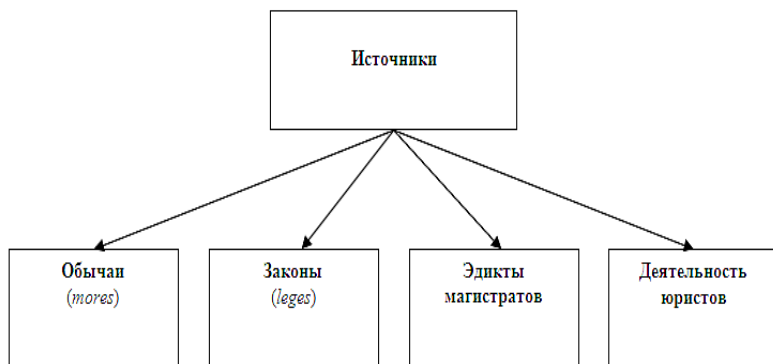 Источники
Обычаи
(mores)
Законы
(leges)
Эдикты
магистратов
Деятельность
юристов